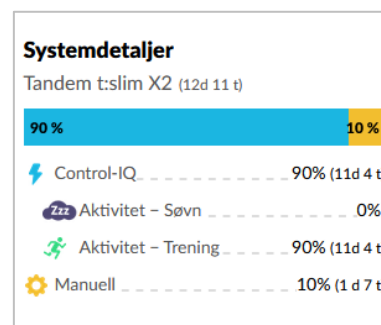 Systemdetaljer
Tandem t:slim X2 (12d 11 t)
90 % 10 %
Control-IQ 90% (11d 4 t
Zzz Aktivitet – Søvn 0%
Aktivitet – Trening 90% (11d 4 t
Manuell 10% (1 d 7 t